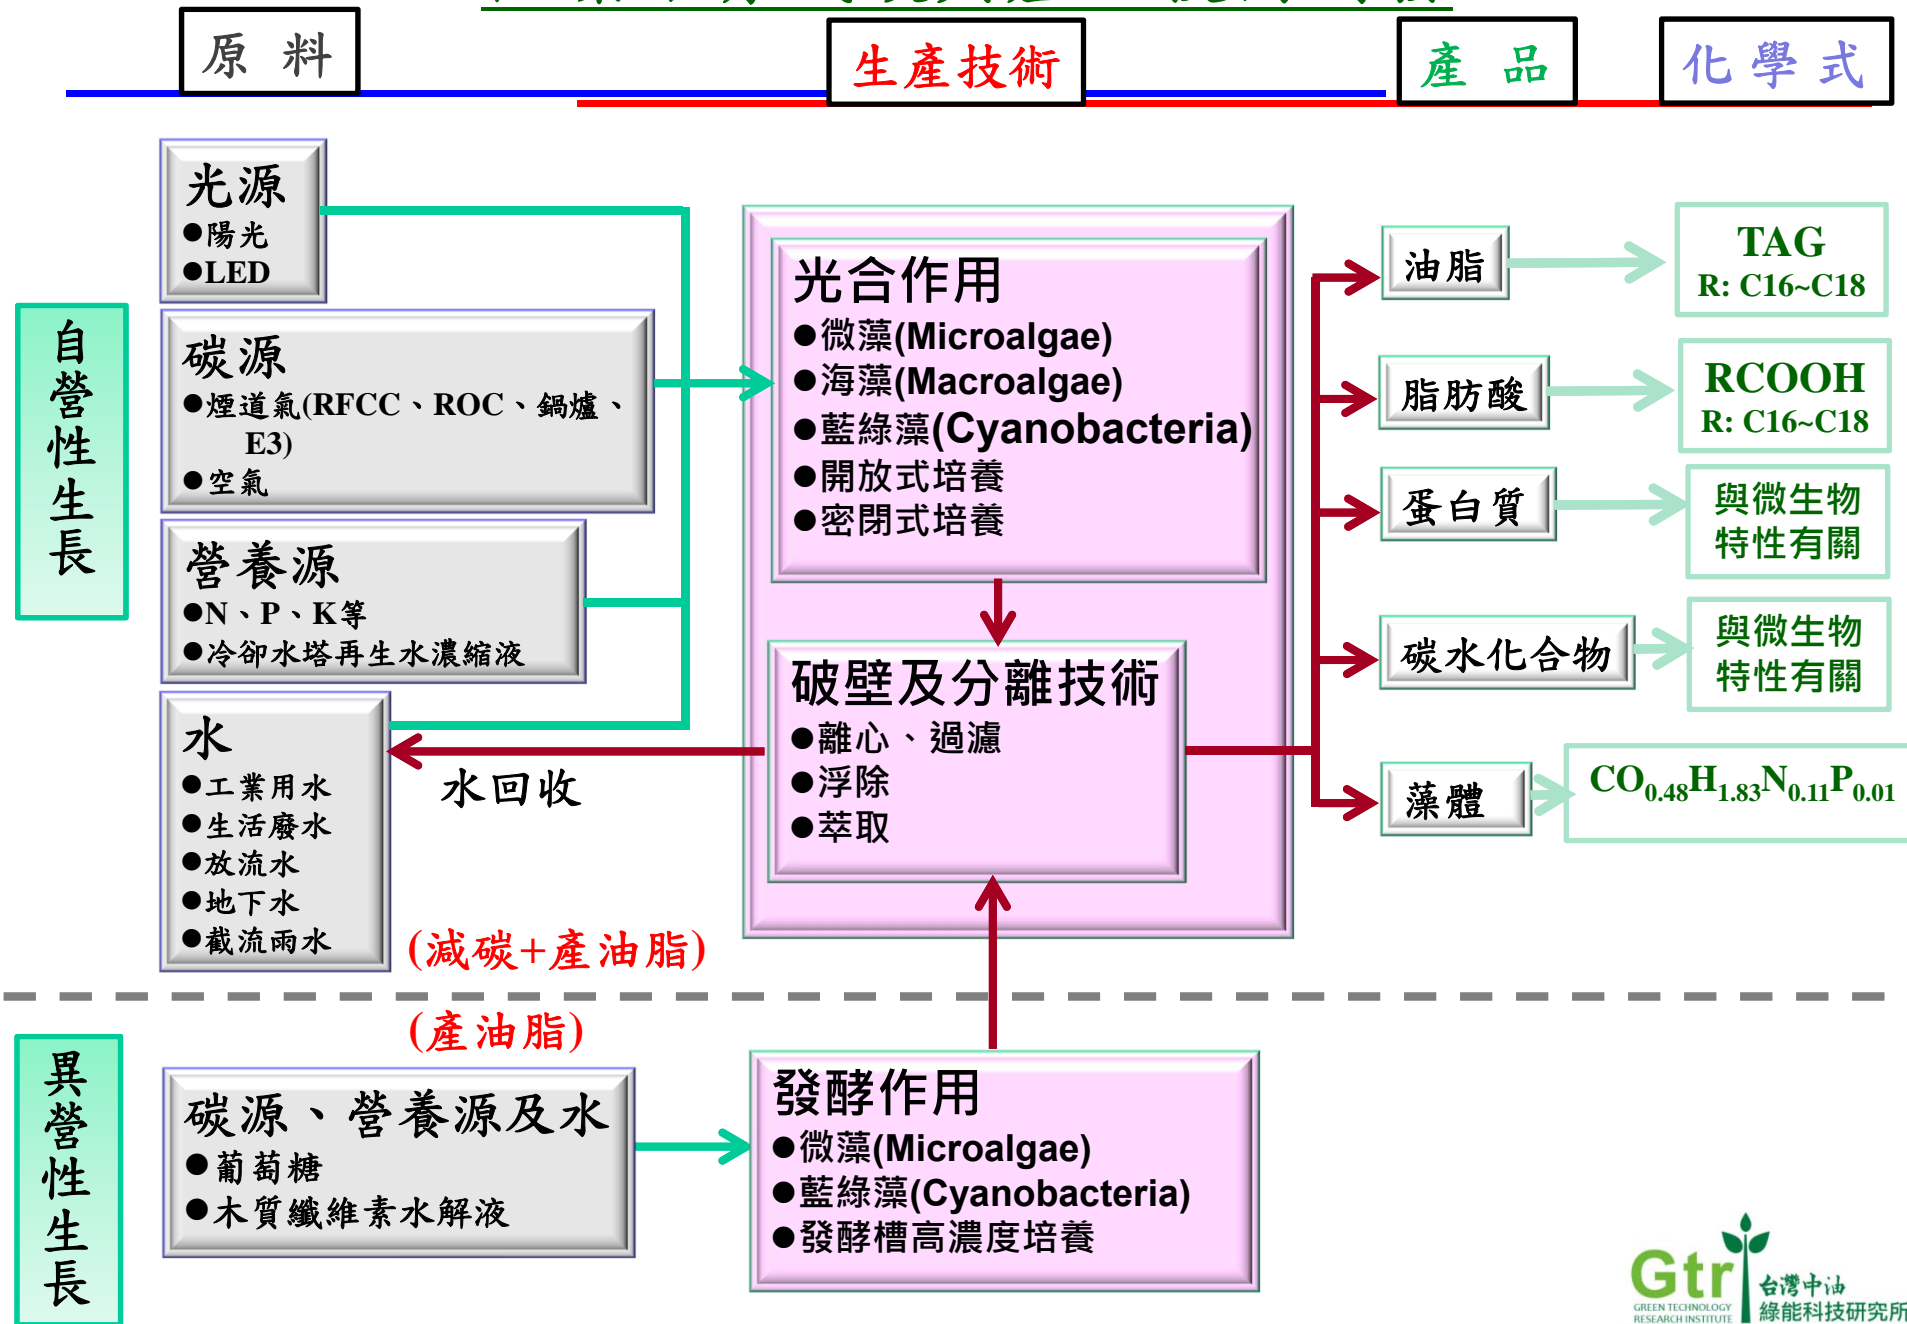 原 料
生產技術
產 品
化 學 式
自營性生長
光源
●陽光
●LED
碳源
●煙道氣(RFCC、ROC、鍋爐、
E3)
●空氣
營養源
●N、P、K等
●冷卻水塔再生水濃縮液
水
●工業用水
●生活廢水
●放流水
●地下水
●截流雨水
水回收
(減碳+產油脂)
光合作用
●微藻(Microalgae)
●海藻(Macroalgae)
●藍綠藻(Cyanobacteria)
●開放式培養
●密閉式培養
破壁及分離技術
●離心、過濾
●浮除
●萃取
油脂
TAG
R: C16~C18
脂肪酸
RCOOH
R: C16~C18
蛋白質
與微生物
特性有關
碳水化合物
與微生物
特性有關
藻體
CO0.48H1.83N0.11P0.01
(產油脂)
異營性生長
碳源、營養源及水
●葡萄糖
●木質纖維素水解液
發酵作用
●微藻(Microalgae)
●藍綠藻(Cyanobacteria)
●發酵槽高濃度培養
Gtr
GREEN TECHNOLOGY
RESEARCH INSTITUTE
台灣中油
綠能科技研究所